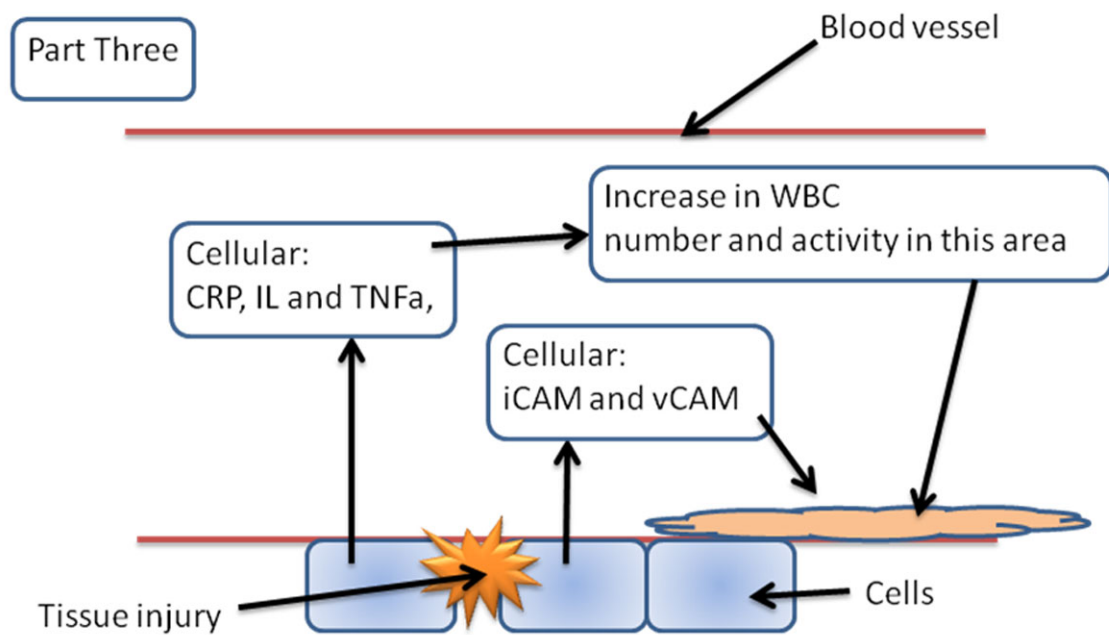 Part Three
Blood vessel
Increase in WBC
number and activity in this area
Cellular:
CRP, IL and TNFa,
Cellular:
iCAM and vCAM
Tissue injury
Cells